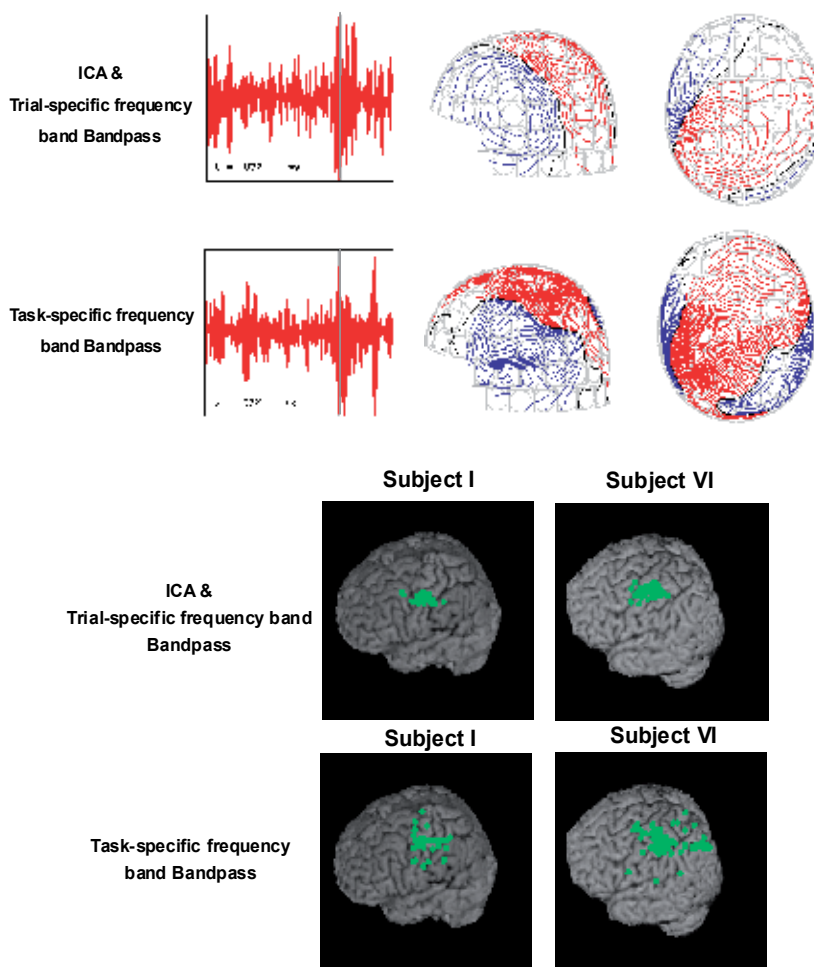 ICA &
Trial-specific frequency
band Bandpass
Task-specific frequency
band Bandpass
Subject I
Subject VI
ICA &
Trial-specific frequency band
Bandpass
Subject I
Subject VI
Task-specific frequency
band Bandpass